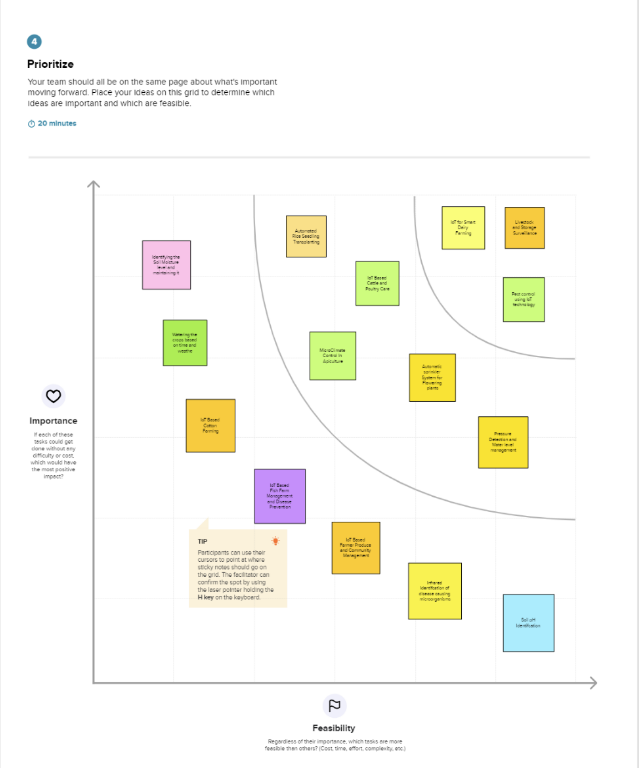 4
Prioritize
Your team should all be on the same page about what's important
moving forward. Place your ideas on this grid to determine which
ideas are important and which are feasible.
20 minutes
IoT for Smart
Dairy
Farming
Livestock
and Storage
Surveillance
Automated
Rice Seedling
Transplanting
Identifying the
Soil Moisture
level and
maintaining it
IoT Based
Cattle and
Poultry Care
Pest control
using IoT
technology
Watering the
crops based
on time and
MicroClimate
Control in
Automatic
sprinkler
System for
Flowering
plants
Importance
If each of these
tasks could get
done without any
difficulty or cost,
which would have
the most positive
impact?
IoT Based
Cotton
Farming
Pressure
Detection and
Water level
management
IoT Based
Fish Farm
Management
and Disease
Prevention
TIP
Participants can use their
cursors to point at where
sticky notes should go on
the grid. The facilitator can
confirm the spot by using
the laser pointer holding the
H key on the keyboard.
IoT Based
Farmer Produce
and Community
Management
Infrared
identification of
disease causing
microorganisms
Soil pH
Identification
Feasibility
Regardless of their importance, which tasks are more
feasible than others? (Cost, time, effort, complexity, etc.)